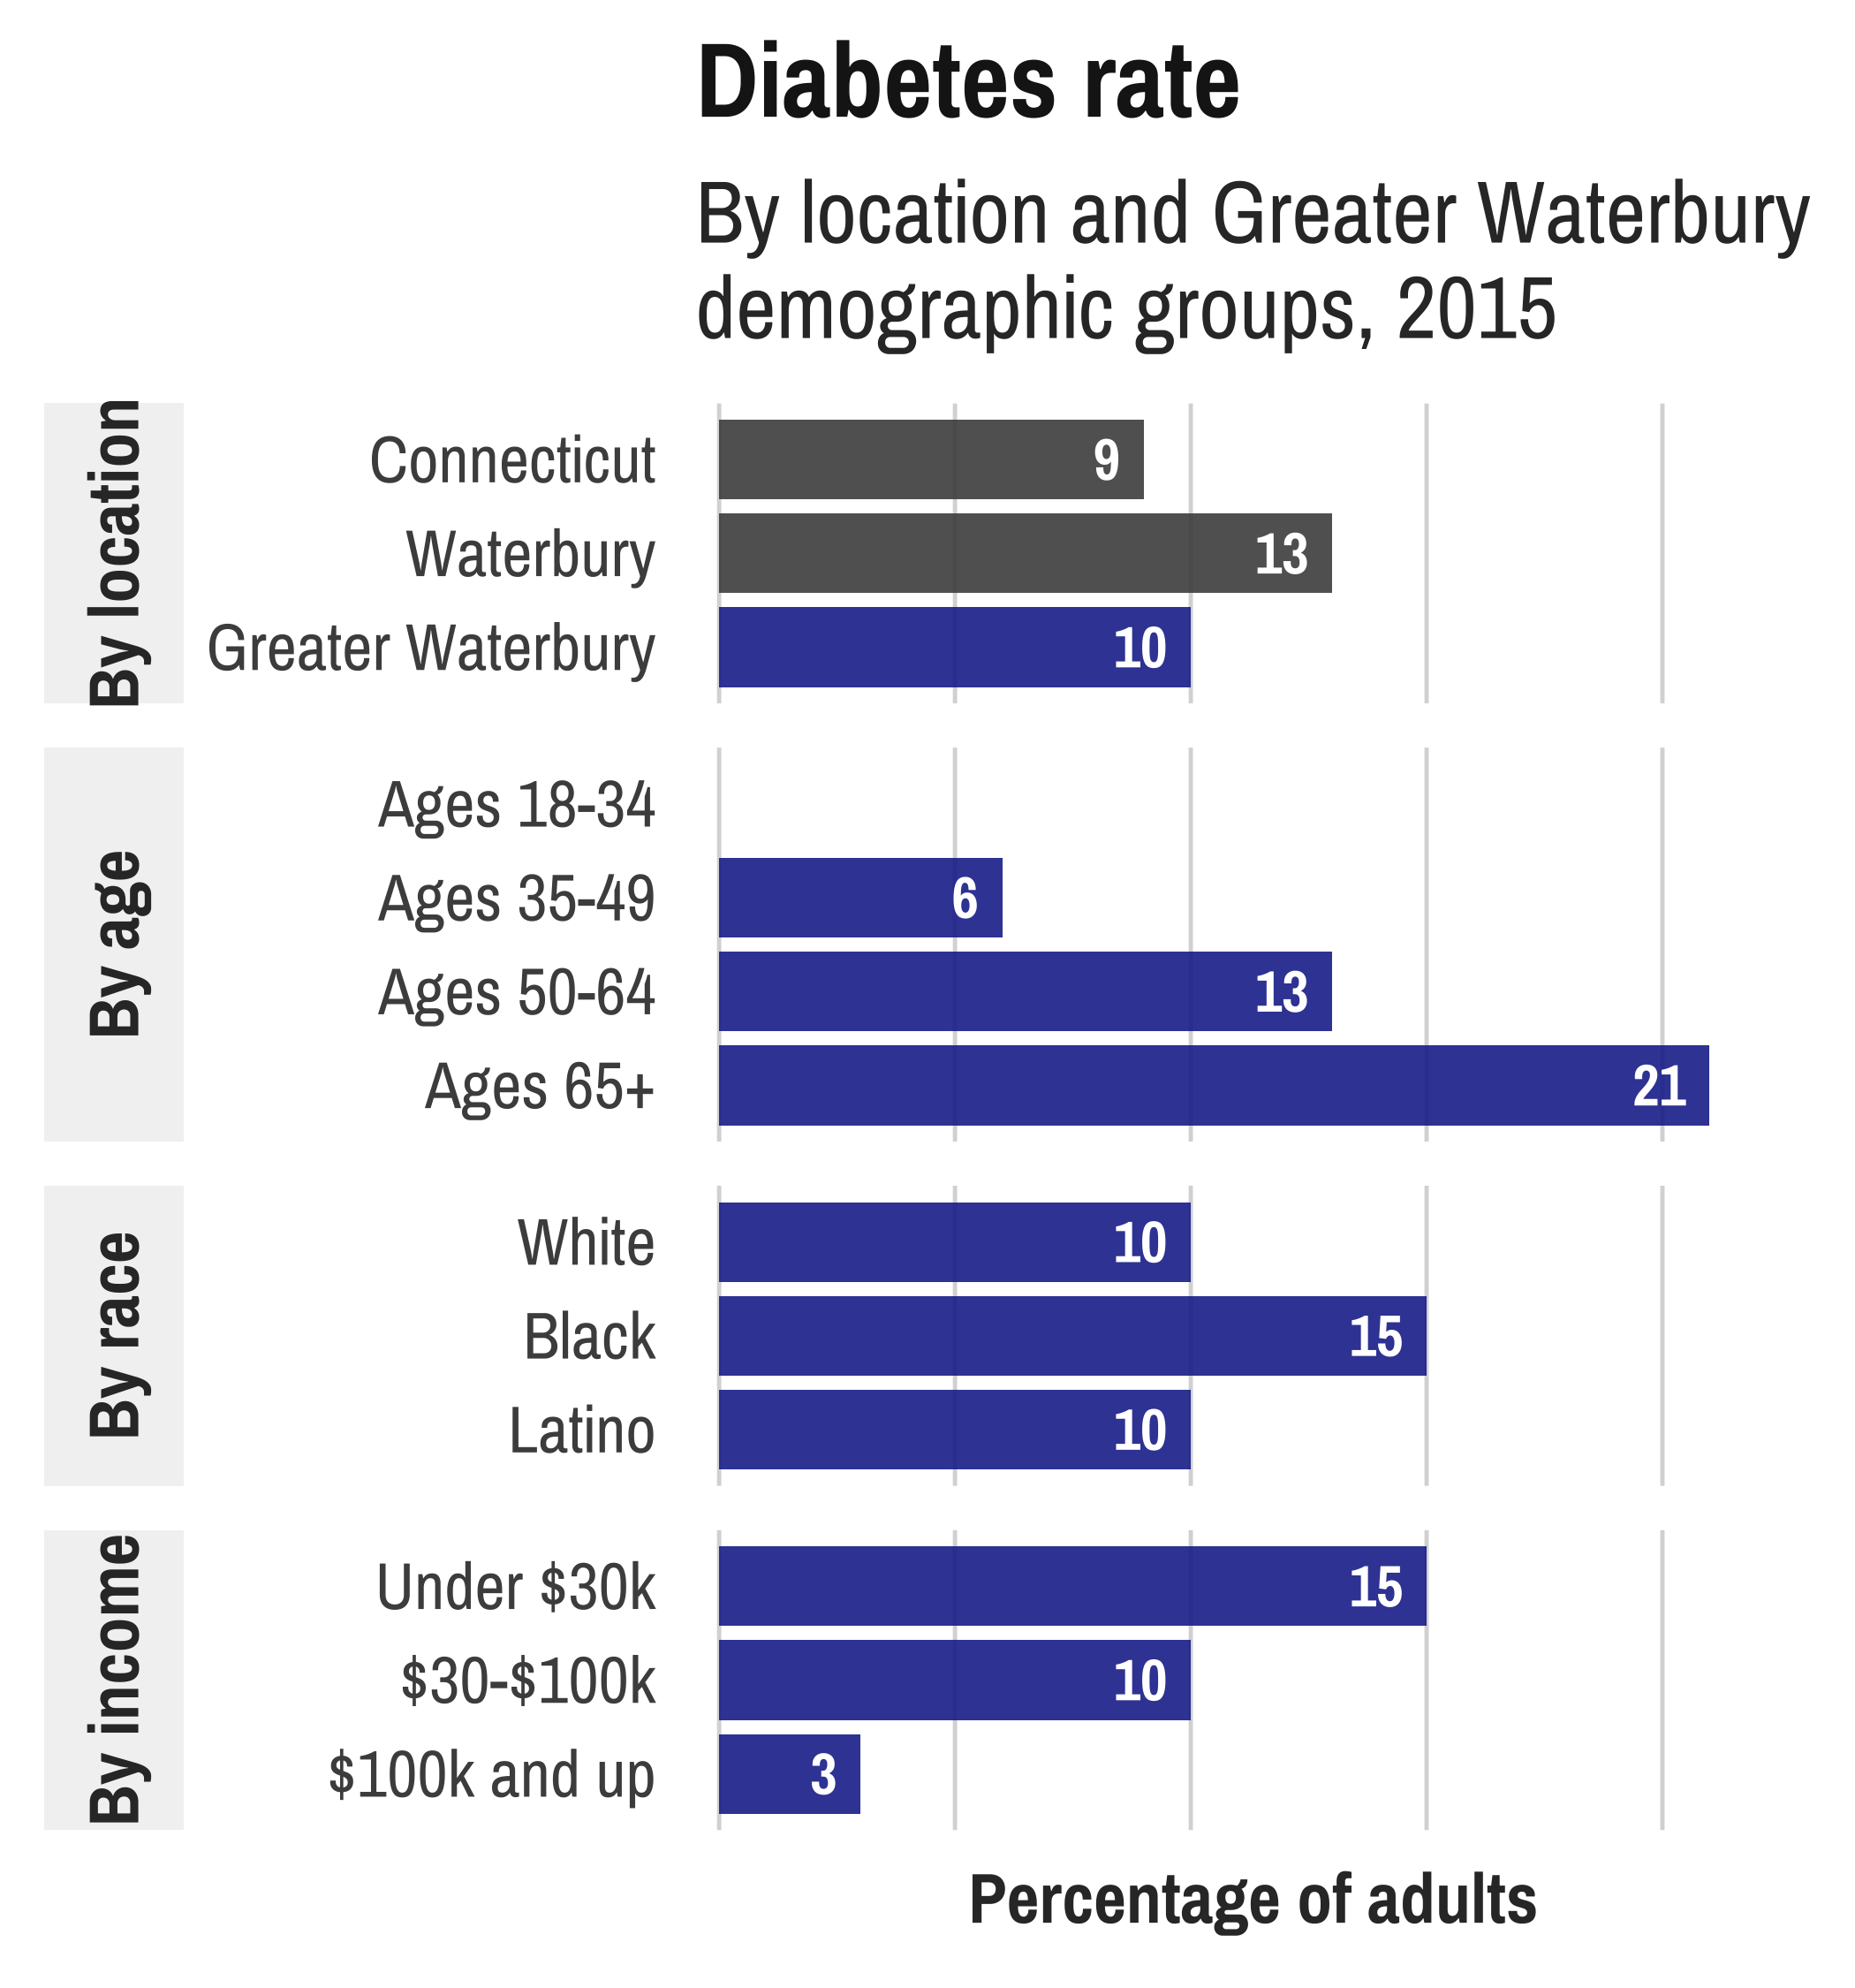 Diabetes rate
By location and Greater Waterbury
demographic groups, 2015
By location
Connecticut 9
Waterbury 13
Greater Waterbury 10
By age
Ages 18-34
Ages 35-49 6
Ages 50-64 13
Ages 65+ 21
By race
White 10
Black 15
Latino 10
By income
Under $30k 15
$30-$100k 10
$100k and up 3
Percentage of adults